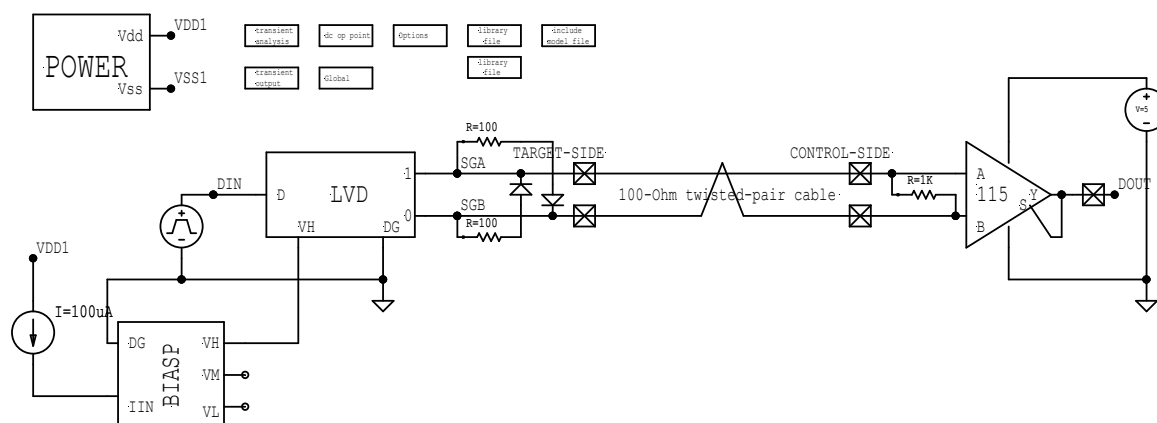 POWER
Vdd
VDD1
Vss
VSS1
transient
analysis
dc op point
Options
library
file
include
model file
transient
output
Global
library
file
R=100
SGA
TARGET-SIDE
CONTROL-SIDE
V=5
DIN
D
LVD
1
0
VH
DG
SGB
R=100
100-Ohm twisted-pair cable
R=1K
A
115
Y
S
B
DOUT
VDD1
I=100uA
DG
VH
BIASP
VM
IIN
VL